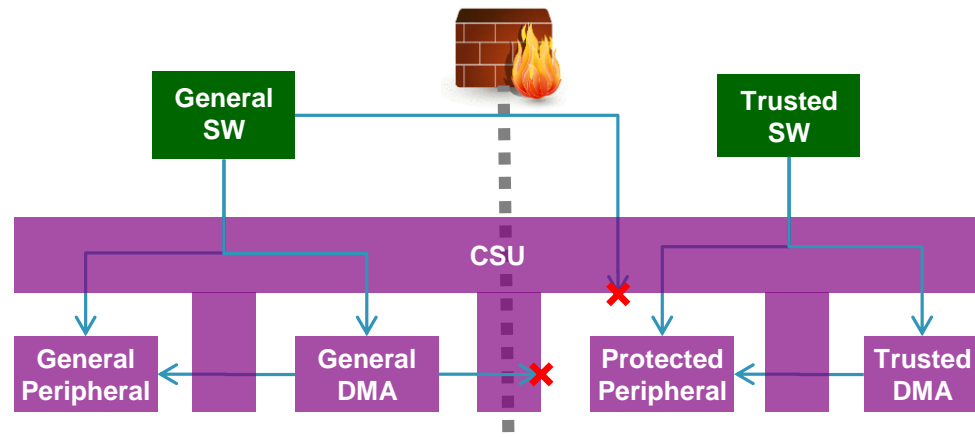 General
SW
Trusted
SW
CSU
General
Peripheral
General
DMA
Protected
Peripheral
Trusted
DMA